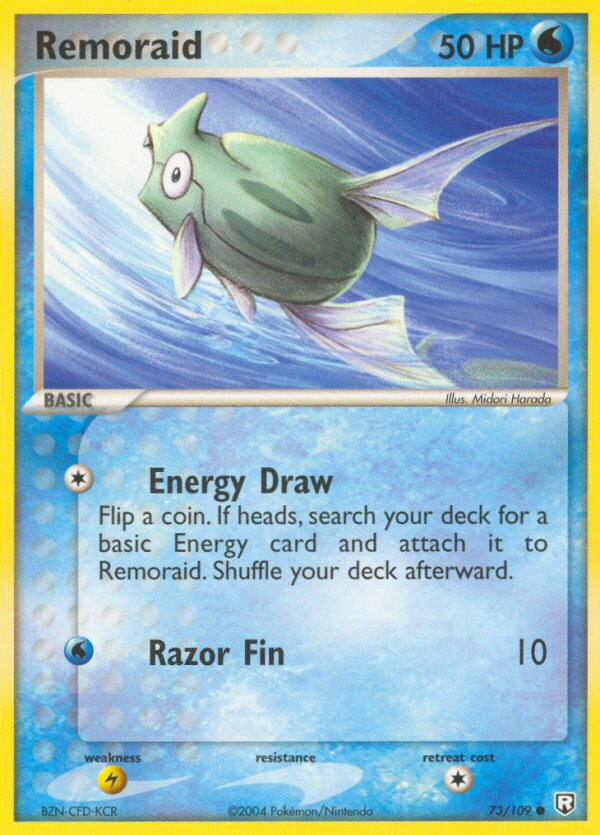 Remoraid 50 HP
BASIC
Illus. Midori Harada
Energy Draw
Flip a coin. If heads, search your deck for a
basic Energy card and attach it to
Remoraid. Shuffle your deck afterward.
Razor Fin 10
weakness resistance retreat cost
BZN-CFD-KCR ©2004 Pokémon/Nintendo 73/109 R